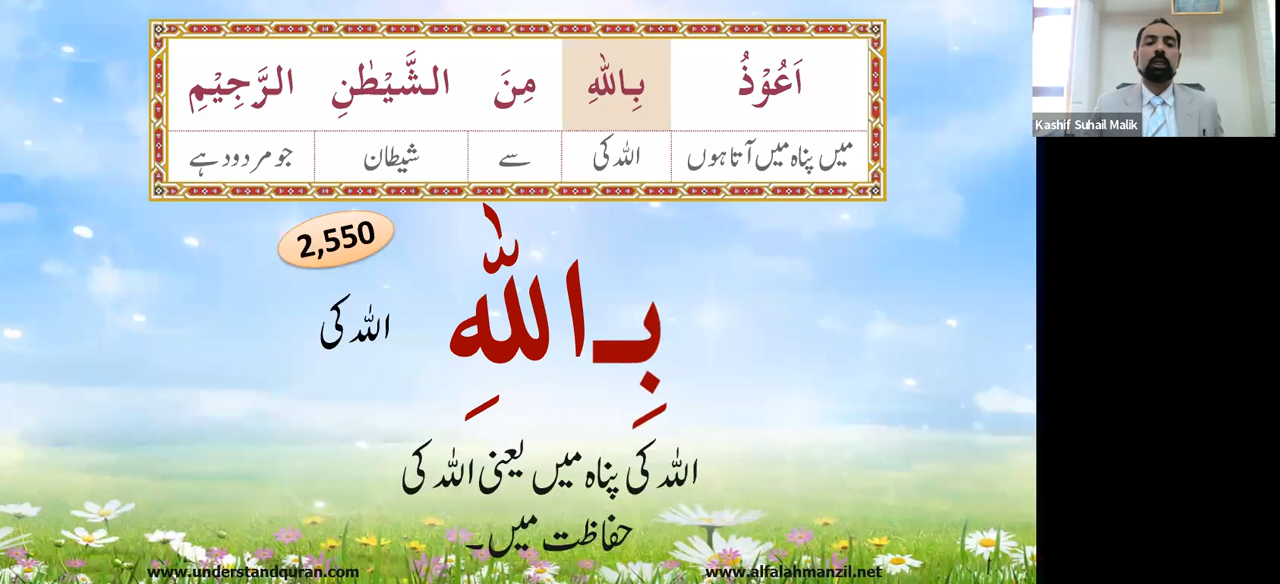 اَعُوْذُ بِاللّٰهِ مِنَ الشَّيْطٰنِ الرَّجِيْمِ
میں پناہ میں آتا ہوں اللہ کی سے شیطان جو مردود ہے
Kashif Suhail Malik
2,550
بِاللّٰهِ
اللہ کی
اللہ کی پناہ میں یعنی اللہ کی
حفاظت میں۔
www.understandquran.com
www.alfalahmanzil.net